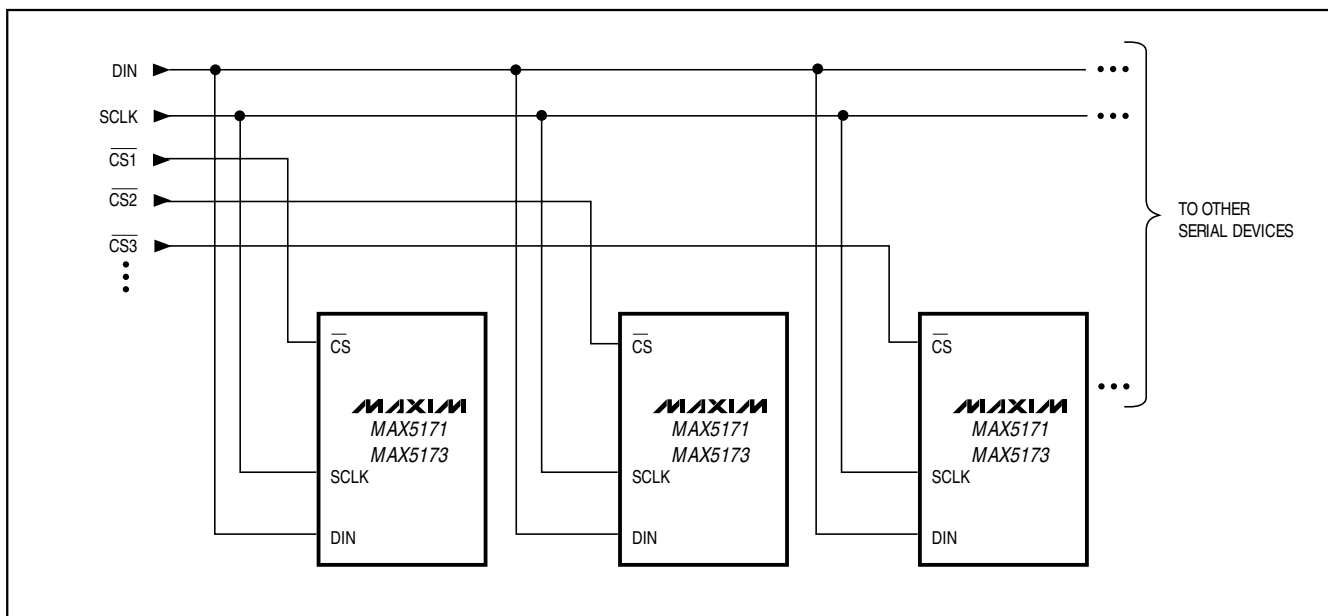 DIN
SCLK
CS1
CS2
CS3
TO OTHER
SERIAL DEVICES
CS
MAXIM
MAX5171
MAX5173
SCLK
DIN
CS
MAXIM
MAX5171
MAX5173
SCLK
DIN
CS
MAXIM
MAX5171
MAX5173
SCLK
DIN